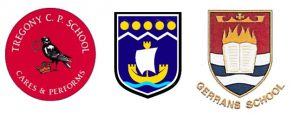 TREGONY C. P. SCHOOL
CARES & PERFORMS
GERRANS SCHOOL